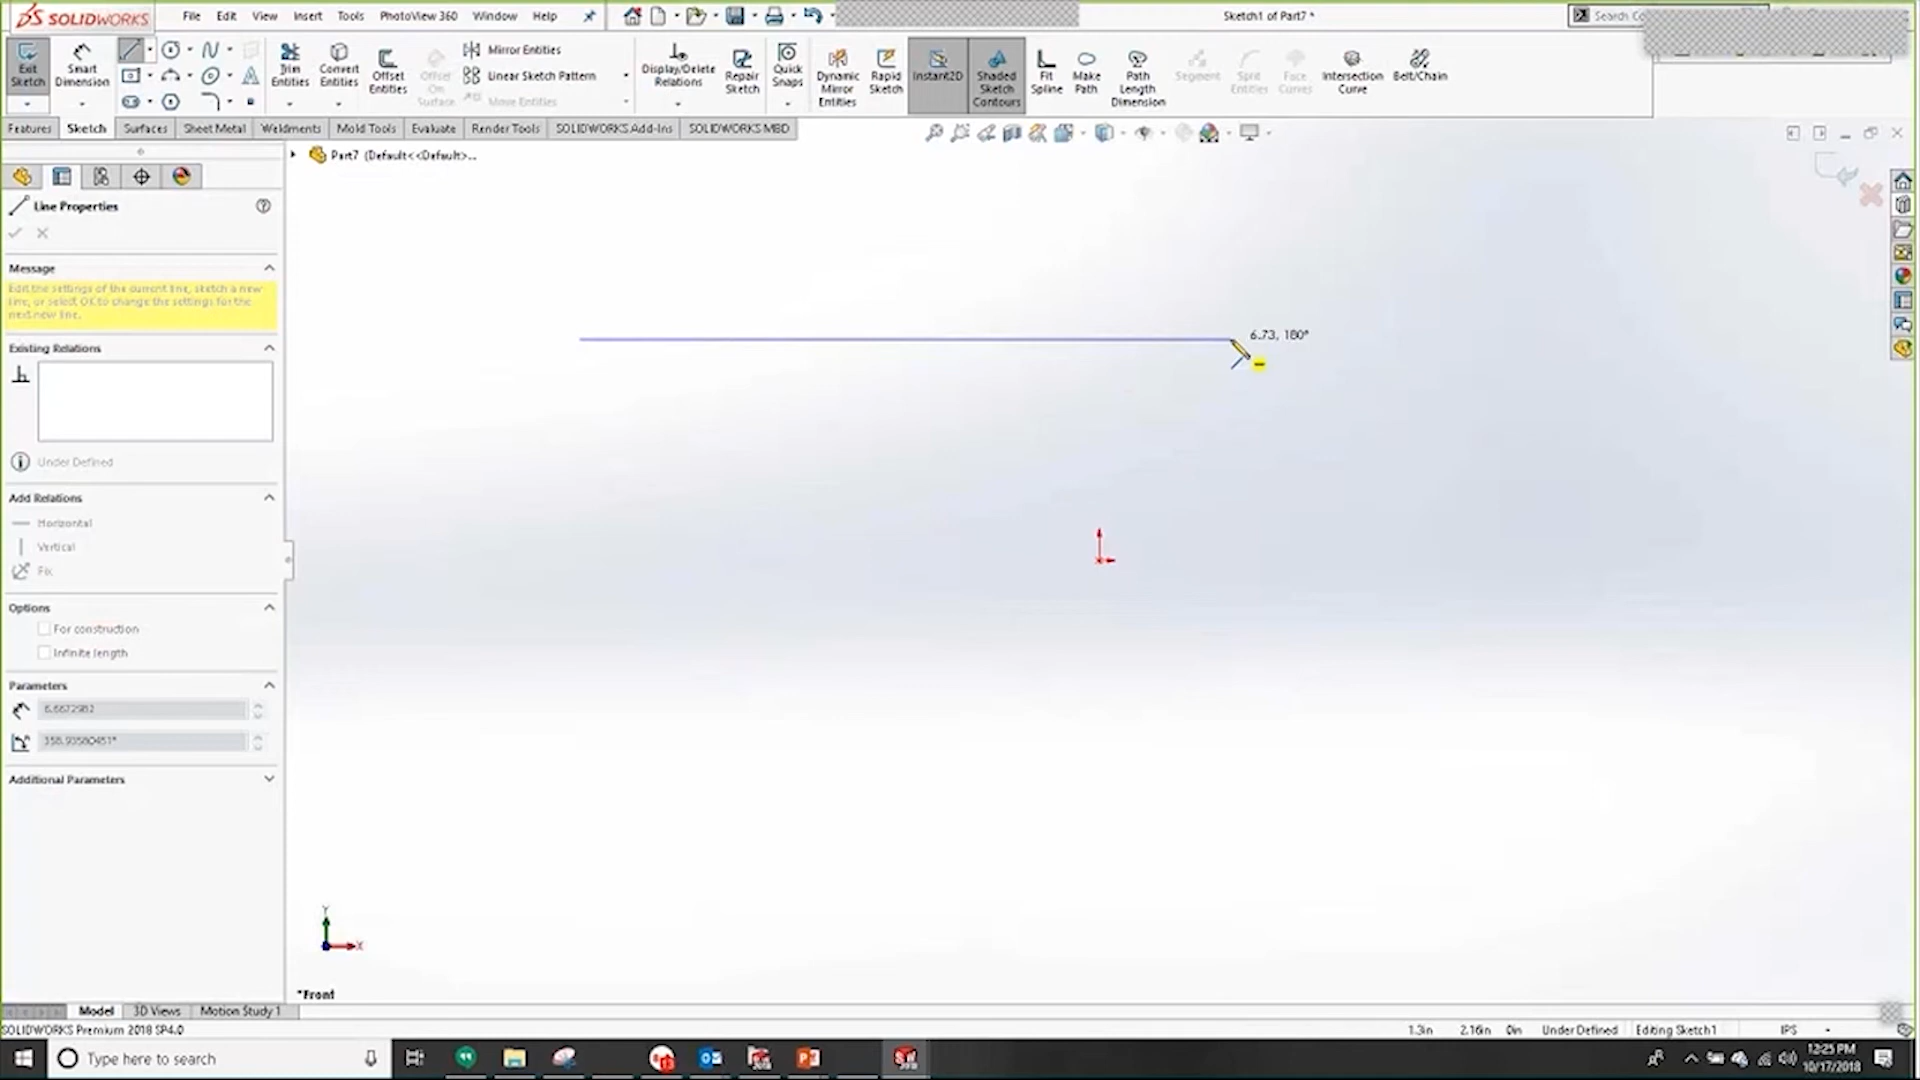 SOLIDWORKS
File Edit View Insert Tools PhotoView 360 Window Help
Sketch1 of Part7 *
Search
Exit Sketch
Smart Dimension
Trim Entities
Convert Entities
Offset Entities
Offset On Surface
Mirror Entities
Linear Sketch Pattern
Move Entities
Display/Delete Relations
Repair Sketch
Quick Snaps
Dynamic Mirror Entities
Rapid Sketch
Instant2D
Shaded Sketch Contours
Fit Spline
Make Path
Path Length Dimension
Segment
Split Entities
Face Curves
Intersection Curve
Belt/Chain
Features Sketch Surfaces Sheet Metal Weldments Mold Tools Evaluate Render Tools SOLIDWORKS Add-Ins SOLIDWORKS MBD
Part7 (Default<<Default>...
Line Properties
Message
Edit the settings of the current line, sketch a new
line, or select OK to change the settings for the
next new line.
Existing Relations
Under Defined
Add Relations
Horizontal
Vertical
Fix
Options
For construction
Infinite length
Parameters
6.6672982
358.93580451°
Additional Parameters
6.73, 180°
Y
X
*Front
Model 3D Views Motion Study 1
SOLIDWORKS Premium 2018 SP4.0
1.3in 2.16in 0in Under Defined Editing Sketch1 IPS
Type here to search
12:25 PM
10/17/2018